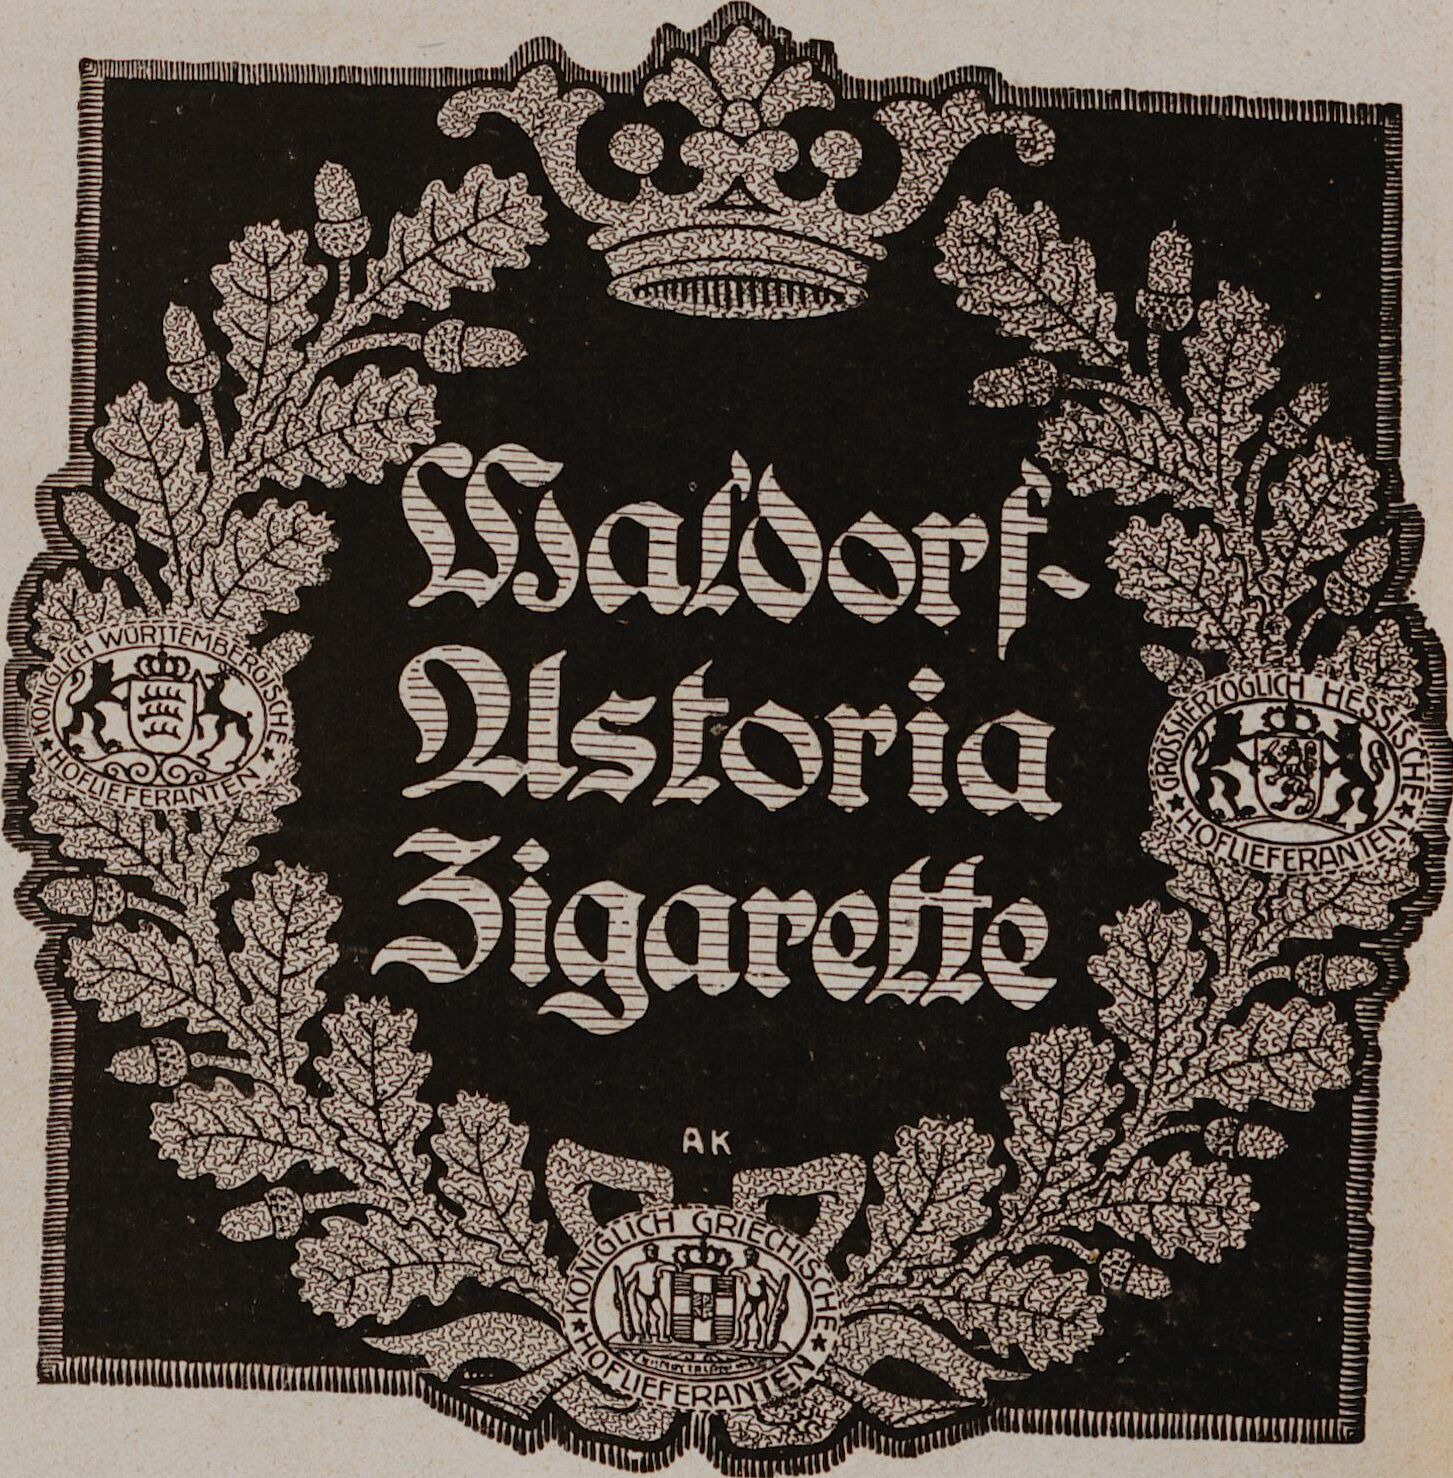 Waldorf-
Astoria
Zigarette
KÖNIGLICH WÜRTTEMBERGISCHE
★ HOFLIEFERANTEN ★
GROSSHERZOGLICH HESSISCHE
★ HOFLIEFERANTEN ★
AK
KÖNIGLICH GRIECHISCHE
★ HOFLIEFERANTEN ★